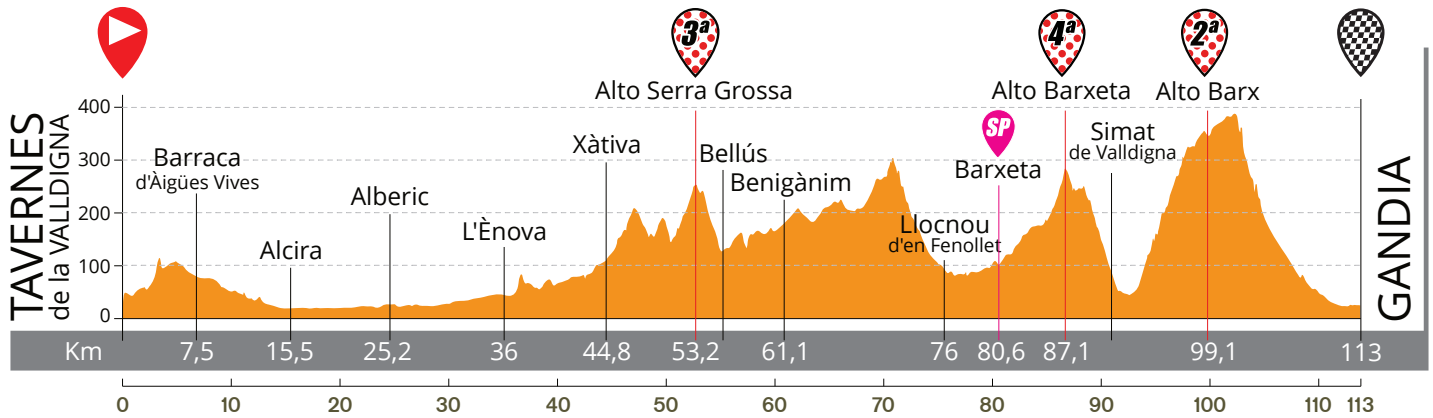 3ª
4ª
2ª
TAVERNES
de la VALLDIGNA
400
300
200
100
0
Barraca
d'Àigües Vives
Alcira
Alberic
L'Ènova
Xàtiva
Alto Serra Grossa
Bellús
Benigànim
Llocnou
d'en Fenollet
SP
Barxeta
Alto Barxeta
Simat
de Valldigna
Alto Barx
GANDIA
Km 7,5 15,5 25,2 36 44,8 53,2 61,1 76 80,6 87,1 99,1 113
0 10 20 30 40 50 60 70 80 90 100 110 113